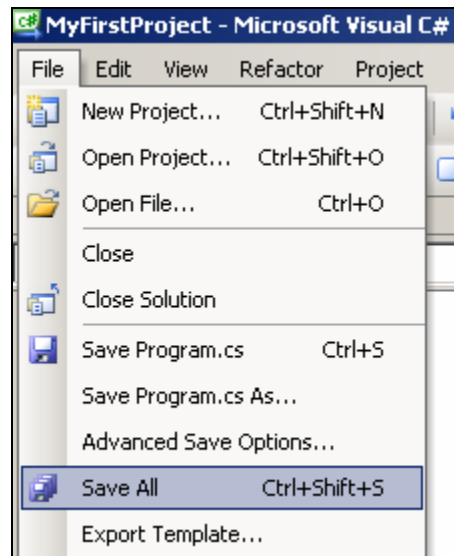 MyFirstProject - Microsoft Visual C#
File Edit View Refactor Project
New Project... Ctrl+Shift+N
Open Project... Ctrl+Shift+O
Open File... Ctrl+O
Close
Close Solution
Save Program.cs Ctrl+S
Save Program.cs As...
Advanced Save Options...
Save All Ctrl+Shift+S
Export Template...